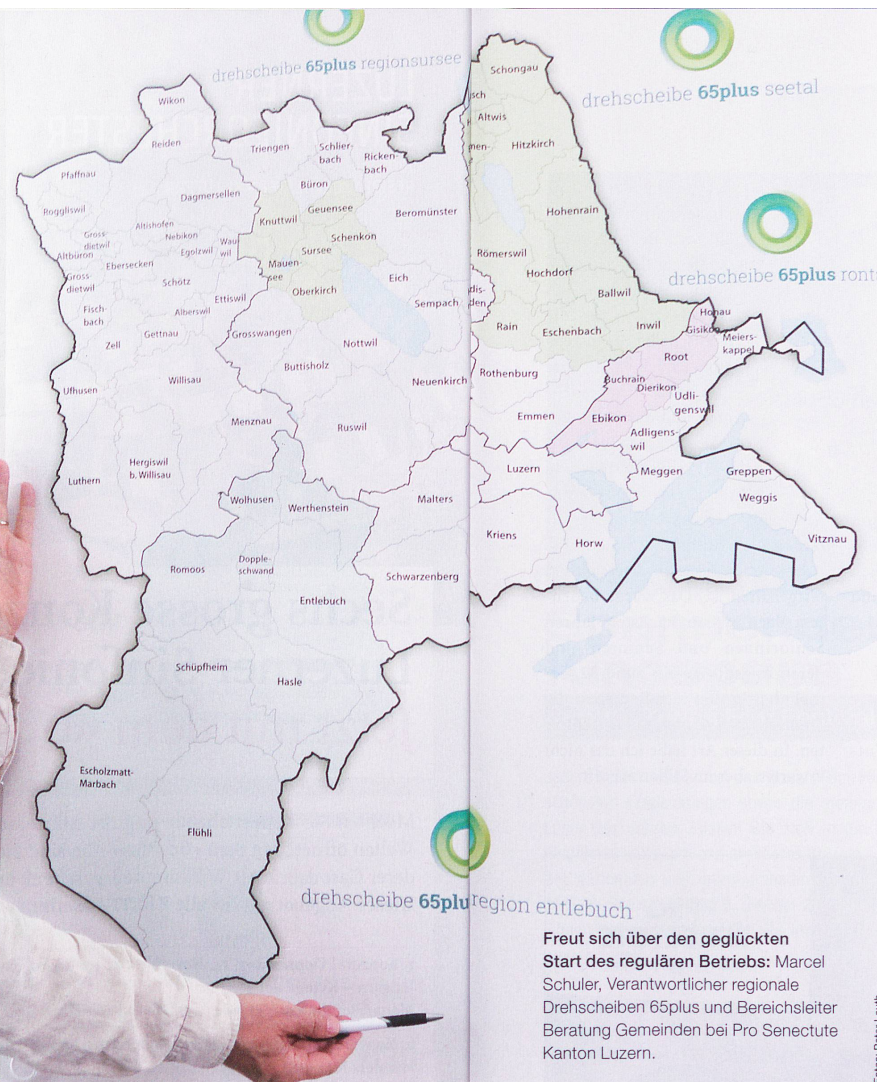 drehscheibe 65plus regionsursee
drehscheibe 65plus seetal
drehscheibe 65plus ront
drehscheibe 65plu region entlebuch
Schongau
Wikon
Altwis
Reiden
Triengen
Schlier-
bach
Ricken-
bach
Hitzkirch
Pfaffnau
Büron
Dagmersellen
Geuensee
Beromünster
Roggliswil
Knuttwil
Hohenrain
Altishofen
Gross
dietwil
Nebikon
Wau
wil
Schenkon
Altbüron
Egolzwil
Sursee
Römerswil
Ebersecken
Mauen
see
Hochdorf
Gross
dietwil
Schötz
Eich
Oberkirch
Ballwil
Ettiswil
Sempach
Fisch-
bach
Alberswil
Honau
Rain
Eschenbach
Inwil
Gisikon
Gettnau
Grosswangen
Meiers-
kappel
Zell
Nottwil
Root
Buttisholz
Rothenburg
Buchrain
Dierikon
Ufhusen
Willisau
Neuenkirch
Udli-
genswil
Emmen
Ebikon
Menznau
Ruswil
Adligens-
wil
Hergiswil
b. Willisau
Luzern
Meggen
Greppen
Luthern
Wolhusen
Malters
Weggis
Werthenstein
Kriens
Horw
Vitznau
Romoos
Dopple-
schwand
Schwarzenberg
Entlebuch
Schüpfheim
Hasle
Escholzmatt-
Marbach
Flühli
Freut sich über den geglückten
Start des regulären Betriebs: Marcel
Schuler, Verantwortlicher regionale
Drehscheiben 65plus und Bereichsleiter
Beratung Gemeinden bei Pro Senectute
Kanton Luzern.